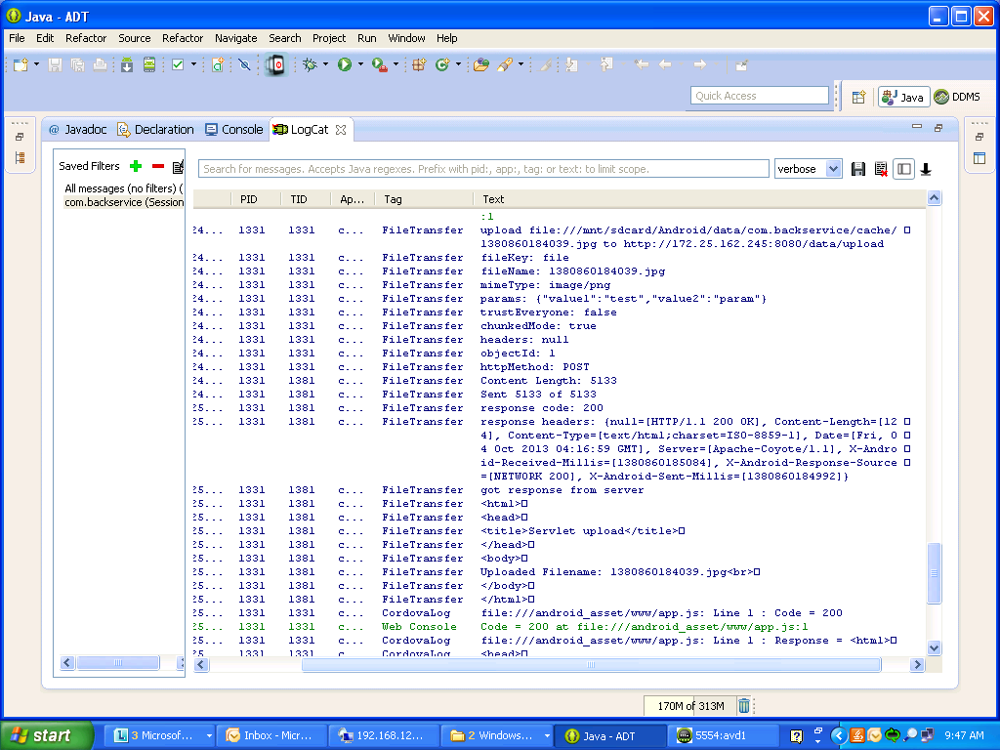 Java - ADT
File Edit Refactor Source Refactor Navigate Search Project Run Window Help
Quick Access
Java
DDMS
@ Javadoc Declaration Console LogCat
Saved Filters
All messages (no filters) (
com.backservice (Session
Search for messages. Accepts Java regexes. Prefix with pid:, app:, tag: or text: to limit scope.
verbose
PID TID Ap... Tag Text
:1
24... 1331 1331 c... FileTransfer upload file:///mnt/sdcard/Android/data/com.backservice/cache/
1380860184039.jpg to http://172.25.162.245:8080/data/upload
24... 1331 1331 c... FileTransfer fileKey: file
24... 1331 1331 c... FileTransfer fileName: 1380860184039.jpg
24... 1331 1331 c... FileTransfer mimeType: image/png
24... 1331 1331 c... FileTransfer params: {"value1":"test","value2":"param"}
24... 1331 1331 c... FileTransfer trustEveryone: false
24... 1331 1331 c... FileTransfer chunkedMode: true
24... 1331 1331 c... FileTransfer headers: null
24... 1331 1331 c... FileTransfer objectId: 1
24... 1331 1331 c... FileTransfer httpMethod: POST
24... 1331 1381 c... FileTransfer Content Length: 5133
24... 1331 1381 c... FileTransfer Sent 5133 of 5133
25... 1331 1381 c... FileTransfer response code: 200
25... 1331 1381 c... FileTransfer response headers: {null=[HTTP/1.1 200 OK], Content-Length=[12
4], Content-Type=[text/html;charset=ISO-8859-1], Date=[Fri, 0
4 Oct 2013 04:16:59 GMT], Server=[Apache-Coyote/1.1], X-Andro
id-Received-Millis=[1380860185084], X-Android-Response-Source
=[NETWORK 200], X-Android-Sent-Millis=[1380860184992]}
25... 1331 1381 c... FileTransfer got response from server
25... 1331 1381 c... FileTransfer <html>
25... 1331 1381 c... FileTransfer <head>
25... 1331 1381 c... FileTransfer <title>Servlet upload</title>
25... 1331 1381 c... FileTransfer </head>
25... 1331 1381 c... FileTransfer <body>
25... 1331 1381 c... FileTransfer Uploaded Filename: 1380860184039.jpg<br>
25... 1331 1381 c... FileTransfer </body>
25... 1331 1381 c... FileTransfer </html>
25... 1331 1331 c... CordovaLog file:///android_asset/www/app.js: Line 1 : Code = 200
25... 1331 1331 c... Web Console Code = 200 at file:///android_asset/www/app.js:1
25... 1331 1331 c... CordovaLog file:///android_asset/www/app.js: Line 1 : Response = <html>
25... 1331 1331 c... CordovaLog <head>
170M of 313M
start
3 Microsof...
Inbox - Micr...
192.168.12...
2 Windows...
Java - ADT
5554:avd1
9:47 AM